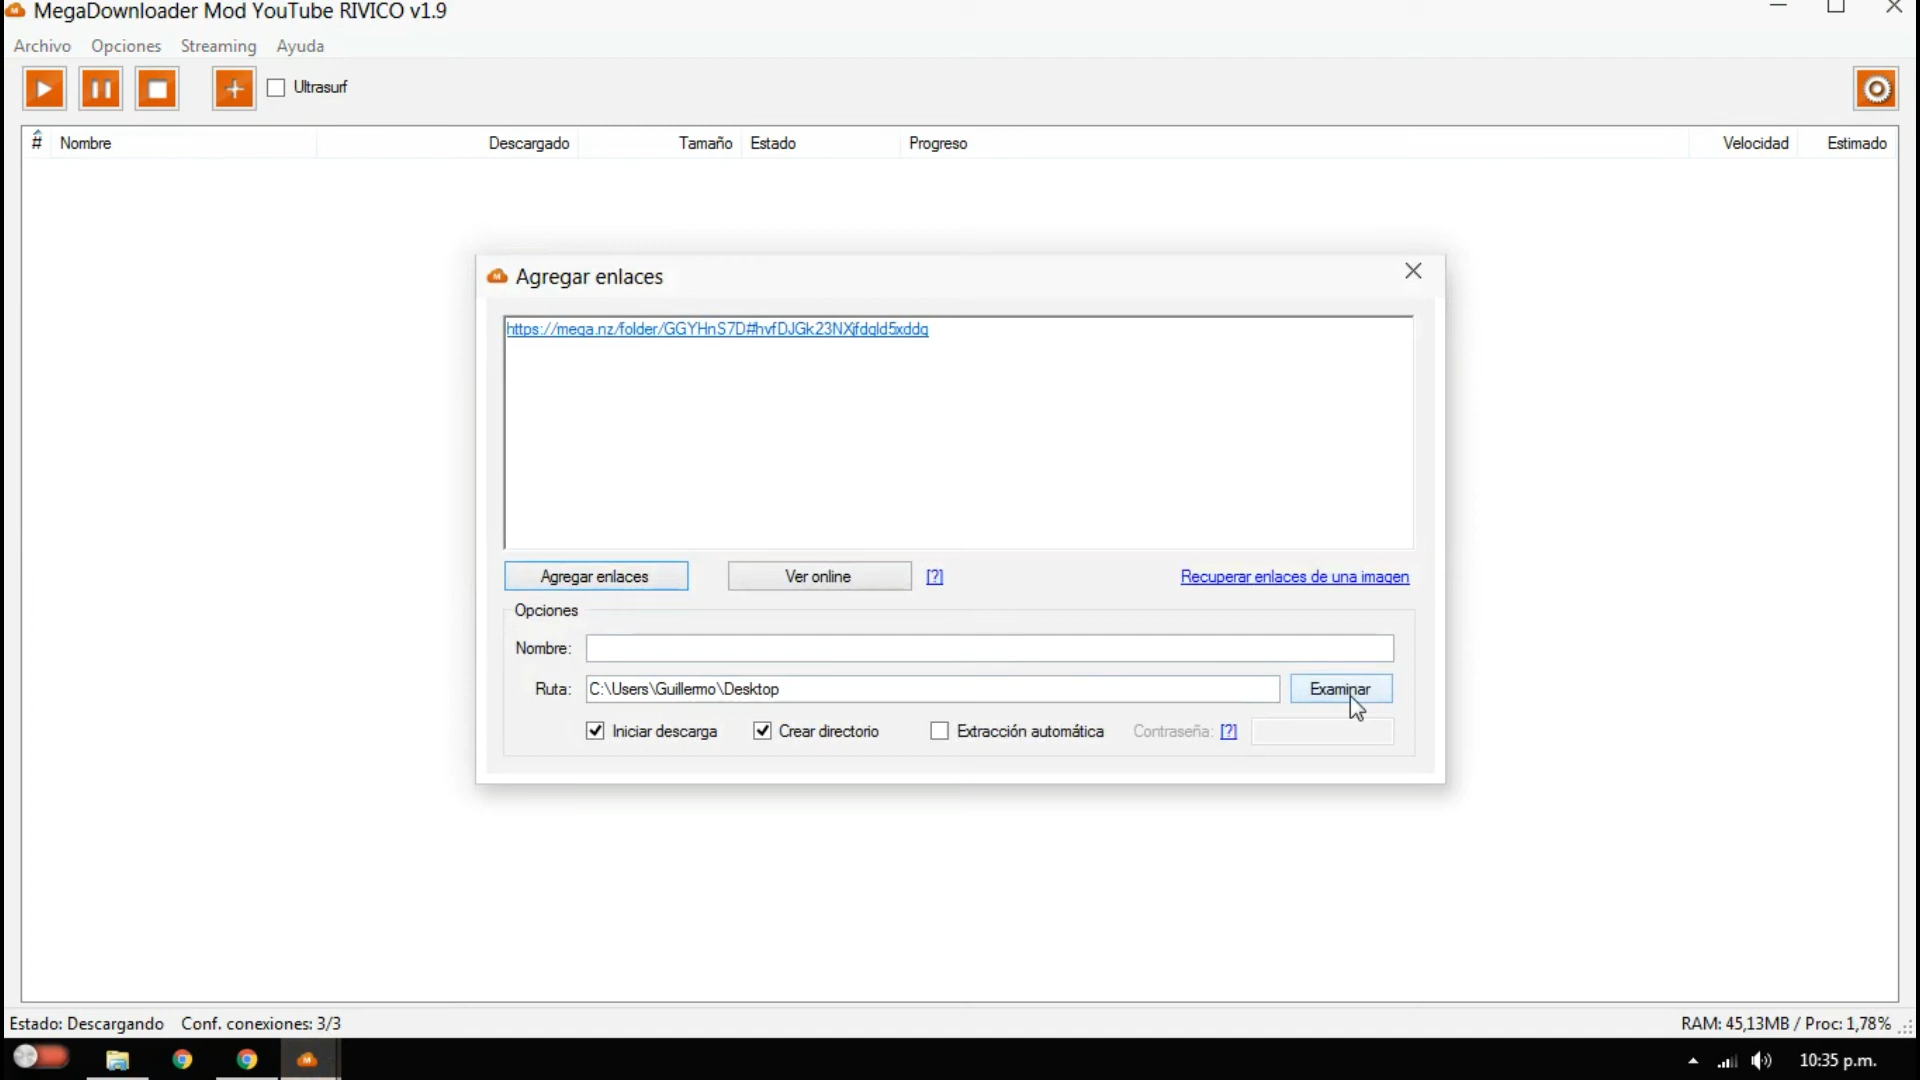 MegaDownloader Mod YouTube RIVICO v1.9
Archivo Opciones Streaming Ayuda
Ultrasurf
# Nombre Descargado Tamaño Estado Progreso Velocidad Estimado
Agregar enlaces
https://mega.nz/folder/GGYHnS7D#hvfDJGk23NXjfdqld5xddq
Agregar enlaces Ver online [?] Recuperar enlaces de una imagen
Opciones
Nombre:
Ruta: C:\Users\Guillermo\Desktop Examinar
Iniciar descarga Crear directorio Extracción automática Contraseña: [?]
Estado: Descargando Conf. conexiones: 3/3 RAM: 45,13MB / Proc: 1,78%
10:35 p.m.